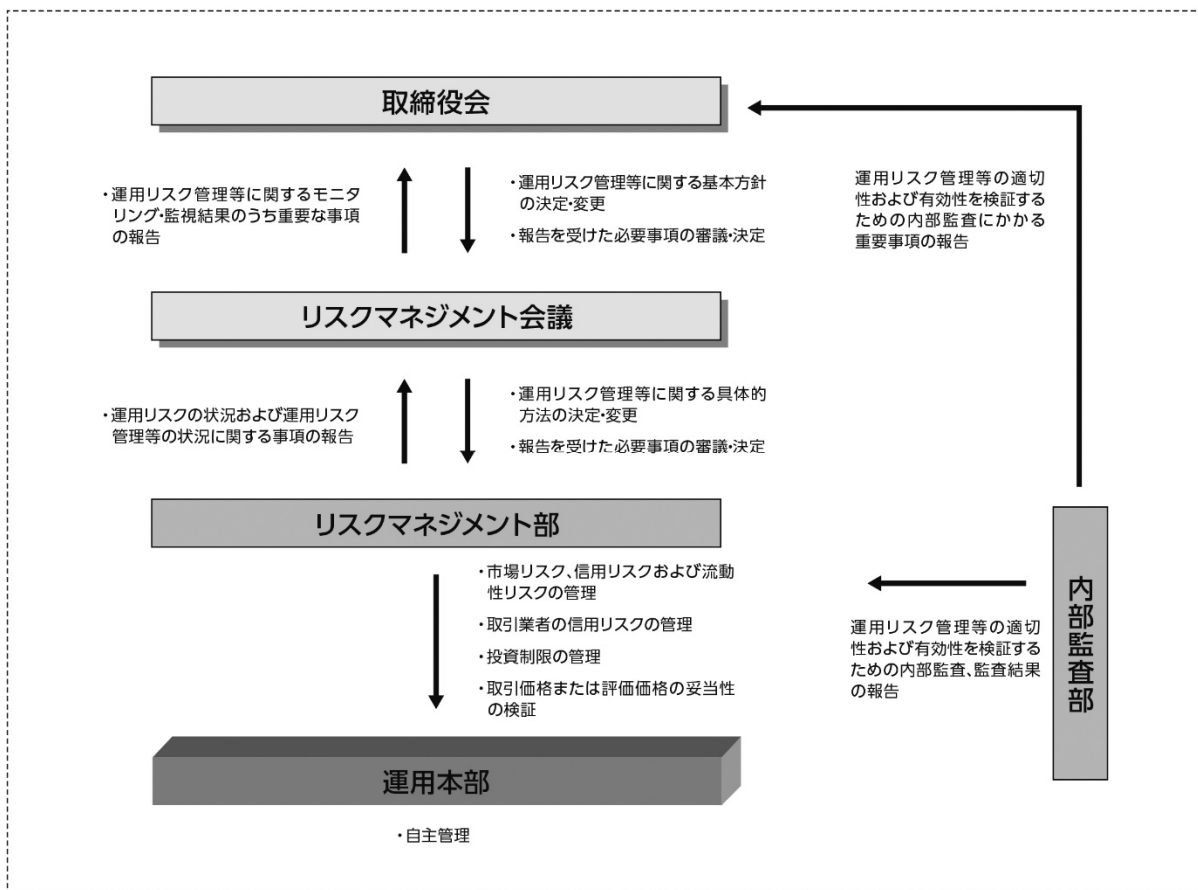 取締役会
・運用リスク管理等に関するモニタ
リング・監視結果のうち重要な事項
の報告
・運用リスク管理等に関する基本方針
の決定・変更
・報告を受けた必要事項の審議・決定
運用リスク管理等の適切
性および有効性を検証する
ための内部監査にかかる
重要事項の報告
リスクマネジメント会議
・運用リスクの状況および運用リスク
管理等の状況に関する事項の報告
・運用リスク管理等に関する具体的
方法の決定・変更
・報告を受けた必要事項の審議・決定
リスクマネジメント部
・市場リスク、信用リスクおよび流動
性リスクの管理
・取引業者の信用リスクの管理
・投資制限の管理
・取引価格または評価価格の妥当性
の検証
運用リスク管理等の適切
性および有効性を検証する
ための内部監査、監査結果
の報告
内部監査部
運用本部
・自主管理